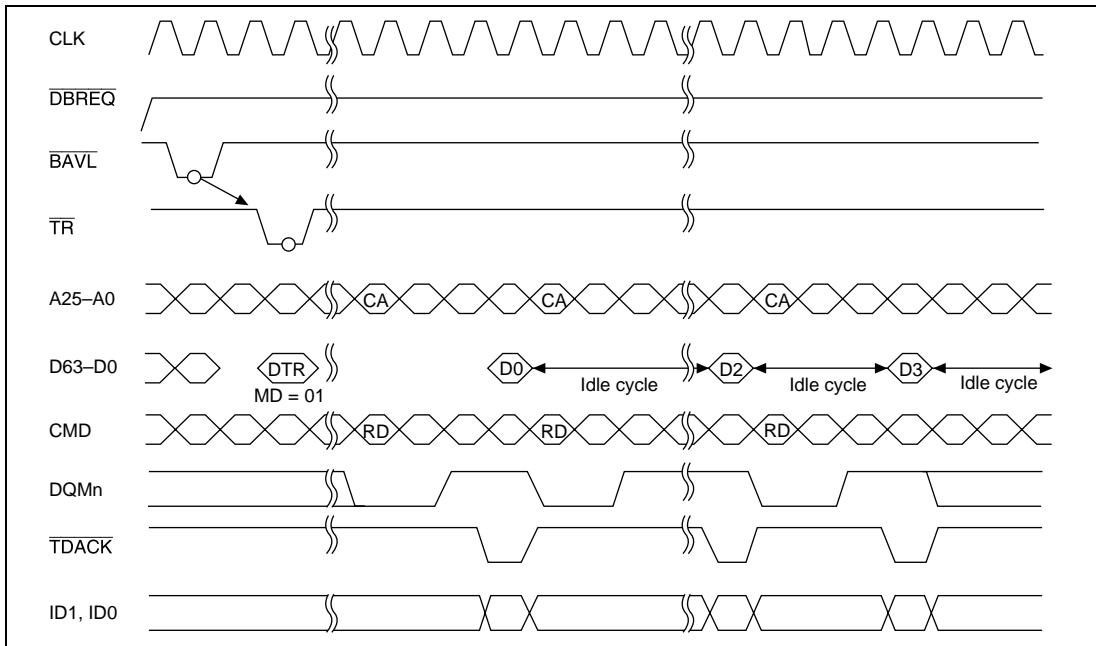 CLK
DBREQ
BAVL
TR
A25–A0 CA CA CA
D63–D0 DTR D0 Idle cycle D2 Idle cycle D3 Idle cycle
MD = 01
CMD RD RD RD
DQMn
TDACK
ID1, ID0